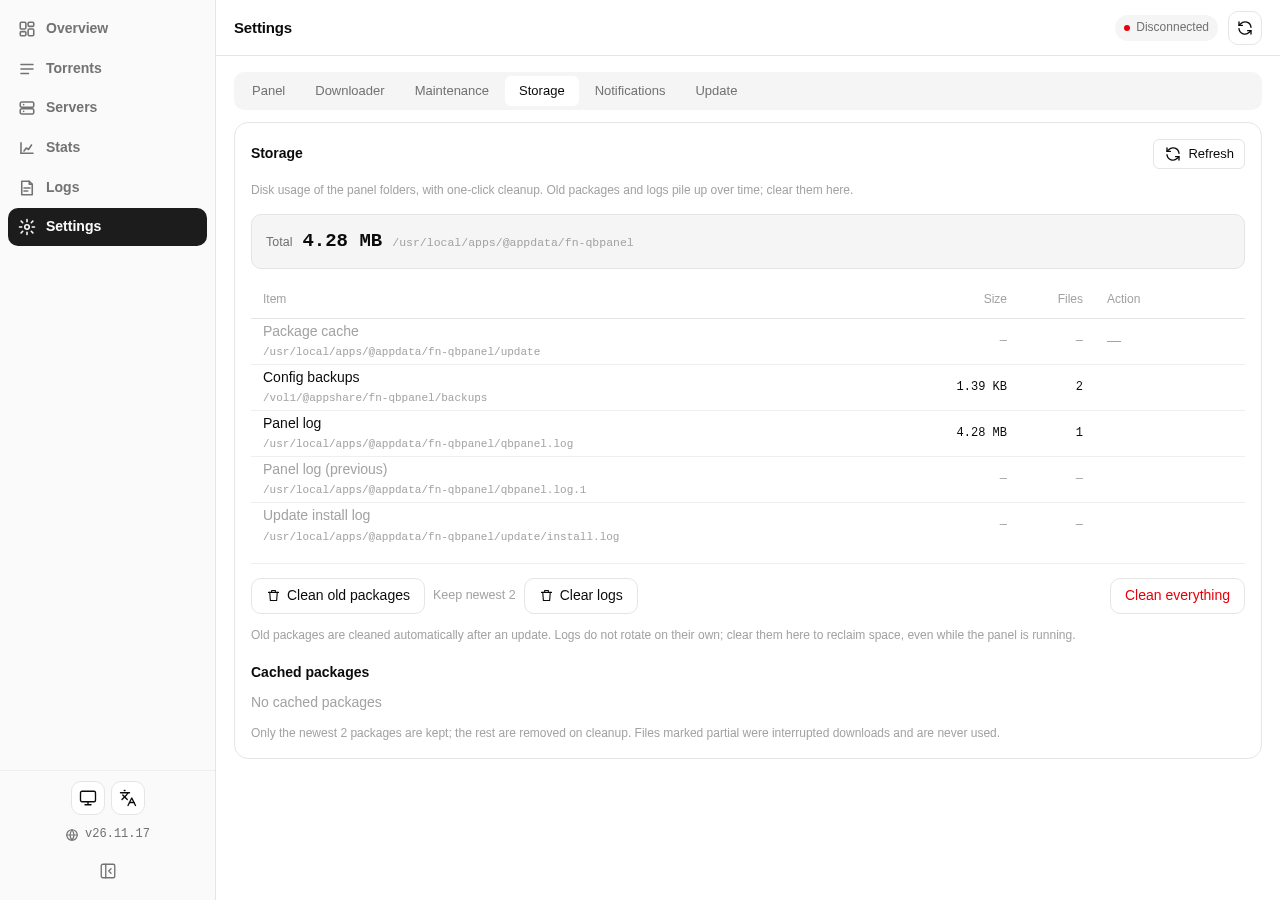 Overview
Torrents
Servers
Stats
Logs
Settings
v26.11.17
Settings
Disconnected
Panel Downloader Maintenance Storage Notifications Update
Storage
Refresh
Disk usage of the panel folders, with one-click cleanup. Old packages and logs pile up over time; clear them here.
Total 4.28 MB /usr/local/apps/@appdata/fn-qbpanel
Item Size Files Action
Package cache – – —
/usr/local/apps/@appdata/fn-qbpanel/update
Config backups 1.39 KB 2
/vol1/@appshare/fn-qbpanel/backups
Panel log 4.28 MB 1
/usr/local/apps/@appdata/fn-qbpanel/qbpanel.log
Panel log (previous) – –
/usr/local/apps/@appdata/fn-qbpanel/qbpanel.log.1
Update install log – –
/usr/local/apps/@appdata/fn-qbpanel/update/install.log
Clean old packages Keep newest 2 Clear logs Clean everything
Old packages are cleaned automatically after an update. Logs do not rotate on their own; clear them here to reclaim space, even while the panel is running.
Cached packages
No cached packages
Only the newest 2 packages are kept; the rest are removed on cleanup. Files marked partial were interrupted downloads and are never used.